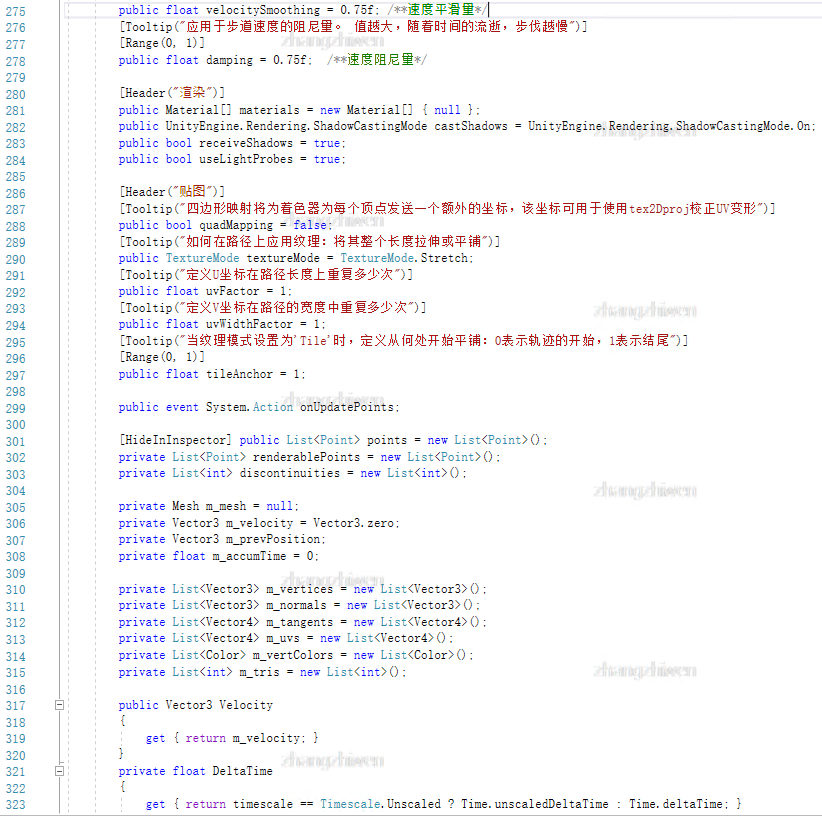 275 public float velocitySmoothing = 0.75f; /**速度平滑量*/
276 [Tooltip("应用于步道速度的阻尼量。 值越大，随着时间的流逝，步伐越慢")]
277 [Range(0, 1)]
278 public float damping = 0.75f; /**速度阻尼量*/
279
280 [Header("渲染")]
281 public Material[] materials = new Material[] { null };
282 public UnityEngine.Rendering.ShadowCastingMode castShadows = UnityEngine.Rendering.ShadowCastingMode.On;
283 public bool receiveShadows = true;
284 public bool useLightProbes = true;
285
286 [Header("贴图")]
287 [Tooltip("四边形映射将为着色器为每个顶点发送一个额外的坐标，该坐标可用于使用tex2Dproj校正UV变形")]
288 public bool quadMapping = false;
289 [Tooltip("如何在路径上应用纹理：将其整个长度拉伸或平铺")]
290 public TextureMode textureMode = TextureMode.Stretch;
291 [Tooltip("定义U坐标在路径长度上重复多少次")]
292 public float uvFactor = 1;
293 [Tooltip("定义V坐标在路径的宽度中重复多少次")]
294 public float uvWidthFactor = 1;
295 [Tooltip("当纹理模式设置为'Tile'时，定义从何处开始平铺：0表示轨迹的开始，1表示结尾")]
296 [Range(0, 1)]
297 public float tileAnchor = 1;
298
299 public event System.Action onUpdatePoints;
300
301 [HideInInspector] public List<Point> points = new List<Point>();
302 private List<Point> renderablePoints = new List<Point>();
303 private List<int> discontinuities = new List<int>();
304
305 private Mesh m_mesh = null;
306 private Vector3 m_velocity = Vector3.zero;
307 private Vector3 m_prevPosition;
308 private float m_accumTime = 0;
309
310 private List<Vector3> m_vertices = new List<Vector3>();
311 private List<Vector3> m_normals = new List<Vector3>();
312 private List<Vector4> m_tangents = new List<Vector4>();
313 private List<Vector4> m_uvs = new List<Vector4>();
314 private List<Color> m_vertColors = new List<Color>();
315 private List<int> m_tris = new List<int>();
316
317 public Vector3 Velocity
318 {
319 get { return m_velocity; }
320 }
321 private float DeltaTime
322 {
323 get { return timescale == Timescale.Unscaled ? Time.unscaledDeltaTime : Time.deltaTime; }
zhangzhiwen
zhangzhiwen
zhangzhiwen
zhangzhiwen
zhangzhiwen
zhangzhiwen
zhangzhiwen
zhangzhiwen
zhangzhiwen